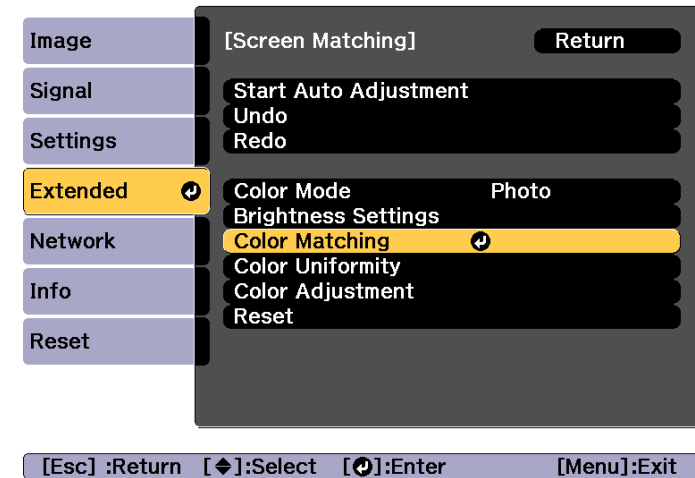 Image
Signal
Settings
Extended
Network
Info
Reset
[Screen Matching] Return
Start Auto Adjustment
Undo
Redo
Color Mode Photo
Brightness Settings
Color Matching
Color Uniformity
Color Adjustment
Reset
[Esc] :Return [◆]:Select [⏎]:Enter [Menu]:Exit